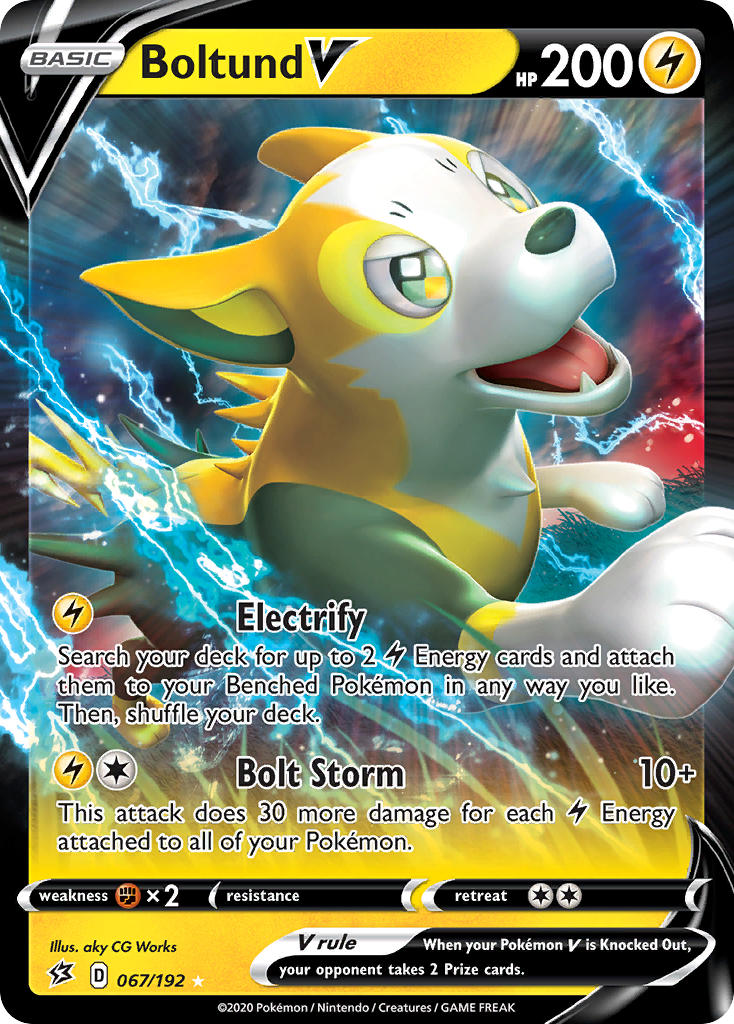 BASIC
Boltund V
HP 200
Electrify
Search your deck for up to 2 Energy cards and attach
them to your Benched Pokémon in any way you like.
Then, shuffle your deck.
Bolt Storm 10+
This attack does 30 more damage for each Energy
attached to all of your Pokémon.
weakness ×2 resistance retreat
Illus. aky CG Works
V rule When your Pokémon V is Knocked Out,
your opponent takes 2 Prize cards.
D 067/192
©2020 Pokémon / Nintendo / Creatures / GAME FREAK